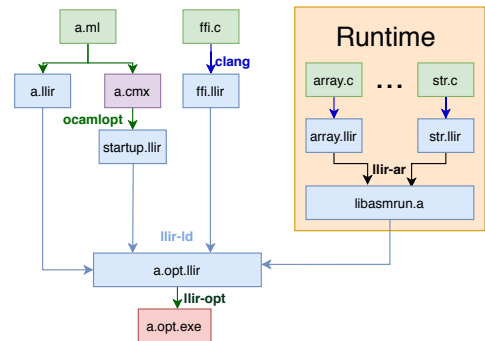 a.ml
ffi.c
Runtime
clang
array.c
...
str.c
a.llir
a.cmx
ffi.llir
ocamlopt
startup.llir
array.llir
str.llir
llir-ar
libasmrun.a
llir-ld
a.opt.llir
llir-opt
a.opt.exe